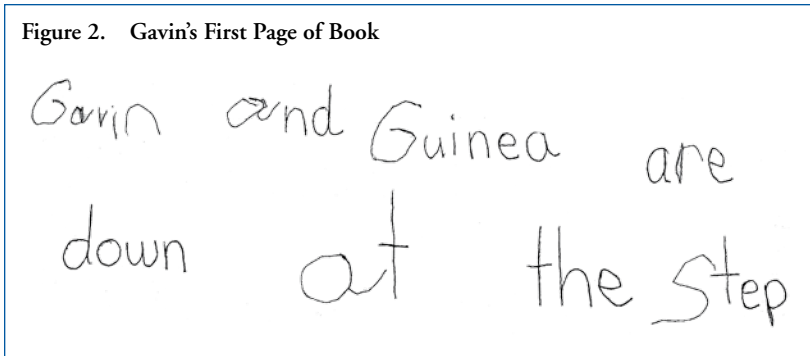 Figure 2. Gavin's First Page of Book
Gavin and Guinea are
down at the step